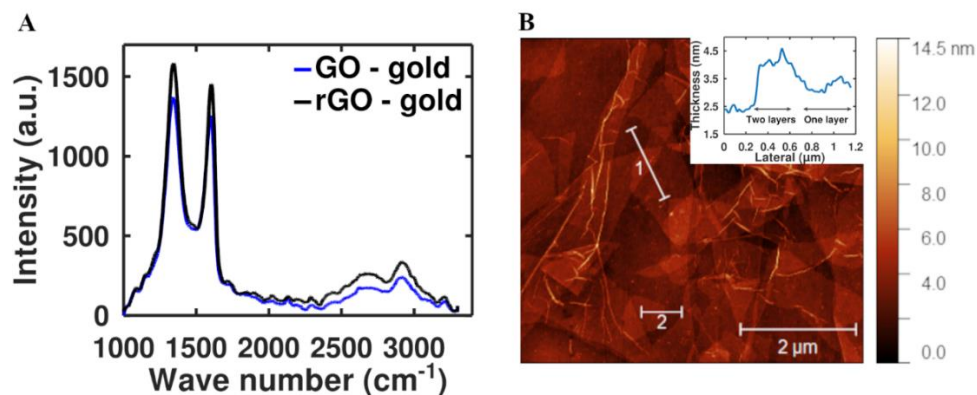 A
Intensity (a.u.)
1500
1000
500
0
GO - gold
rGO - gold
1000 1500 2000 2500 3000
Wave number (cm⁻¹)
B
1
2
2 µm
Thickness (nm)
4.5
3.5
2.5
1.5
Two layers One layer
0 0.2 0.4 0.6 0.8 1 1.2
Lateral (µm)
14.5 nm
12.0
10.0
8.0
6.0
4.0
0.0